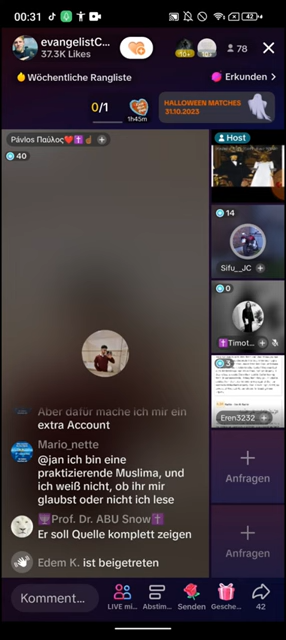 00:31
42
evangelistC...
37.3K Likes
10+
78
Wöchentliche Rangliste
Erkunden >
0/1
1h45m
HALLOWEEN MATCHES
31.10.2023
Pávlos Παύλος❤️✝️☝🏽 +
40
Host
14
Sifu__JC +
0
✝️Timot... +
3
Eren3232 +
Aber dafür mache ich mir ein
extra Account
Mario_nette
@jan ich bin eine
praktizierende Muslima, und
ich weiß nicht, ob ihr mir
glaubst oder nicht ich lese
🕎Prof. Dr. ABU Snow✝️
Er soll Quelle komplett zeigen
Edem K. ist beigetreten
+
Anfragen
+
Anfragen
Komment...
LIVE mi...
Abstim...
Senden
Gesche...
42